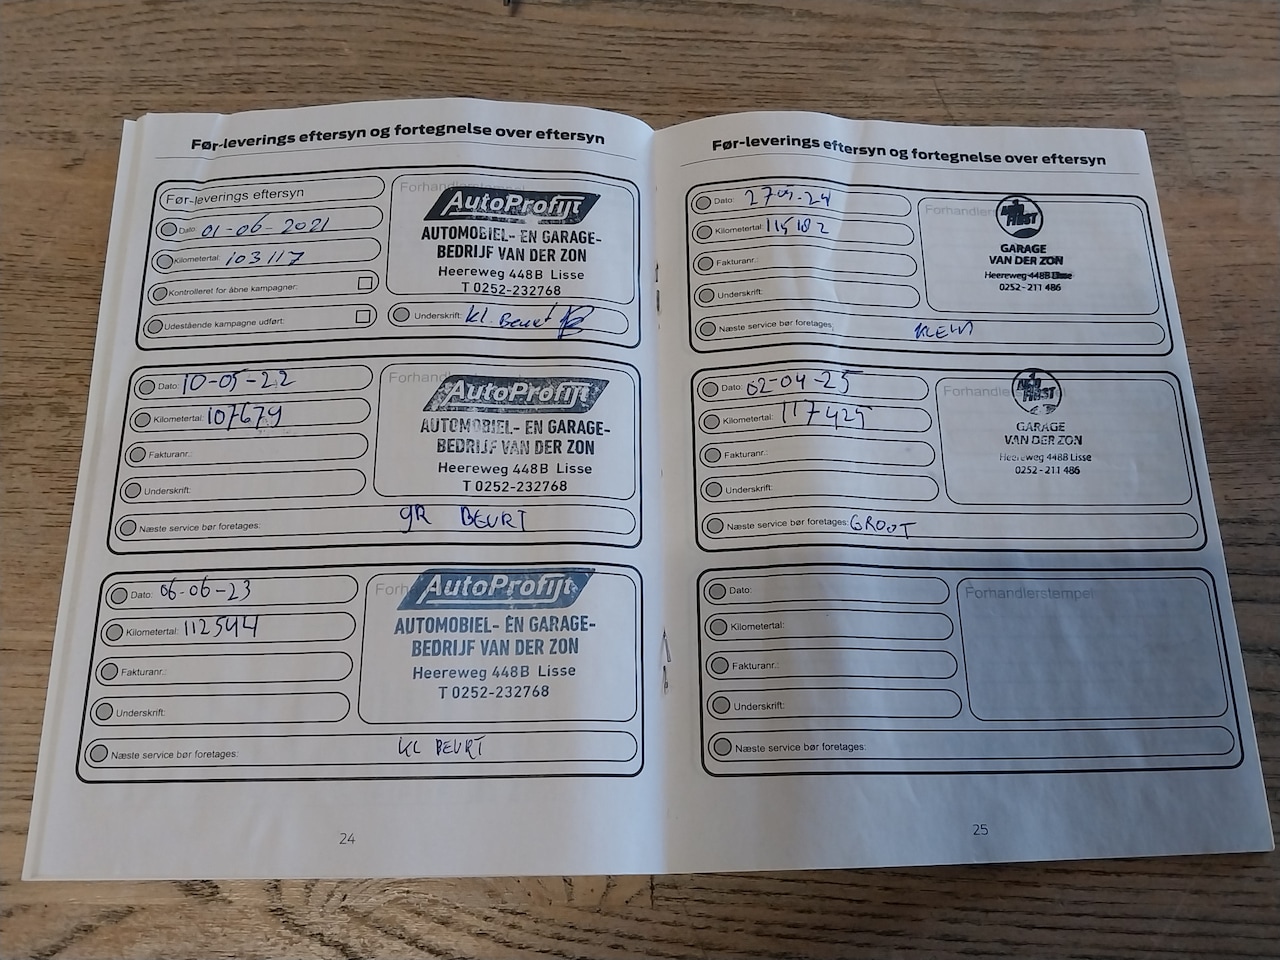 Før-leverings eftersyn og fortegnelse over eftersyn
Før-leverings eftersyn
Dato: 01-06-2021
Kilometertal: 103117
Kontrolleret for åbne kampagner:
Udestående kampagne udført:
AutoProfijt
AUTOMOBIEL- EN GARAGE-
BEDRIJF VAN DER ZON
Heereweg 448B Lisse
T 0252-232768
Underskrift: kl. Beurt
Dato: 10-05-22
Kilometertal: 107679
Fakturanr.:
Underskrift:
AutoProfijt
AUTOMOBIEL- EN GARAGE-
BEDRIJF VAN DER ZON
Heereweg 448B Lisse
T 0252-232768
Næste service bør foretages: GR BEURT
Dato: 06-06-23
Kilometertal: 112544
Fakturanr.:
Underskrift:
AutoProfijt
AUTOMOBIEL- EN GARAGE-
BEDRIJF VAN DER ZON
Heereweg 448B Lisse
T 0252-232768
Næste service bør foretages: KL BEURT
24
Før-leverings eftersyn og fortegnelse over eftersyn
Dato: 27 05-24
Kilometertal: 115182
Fakturanr.:
Underskrift:
FIRST
GARAGE
VAN DER ZON
Heereweg 448B Lisse
0252-211 486
Næste service bør foretages: KLEIN
Dato: 02-04-25
Kilometertal: 117425
Fakturanr.:
Underskrift:
FIRST
GARAGE
VAN DER ZON
Heereweg 448B Lisse
0252-211 486
Næste service bør foretages: GROOT
Dato:
Kilometertal:
Fakturanr.:
Underskrift:
Forhandlerstempel
Næste service bør foretages:
25